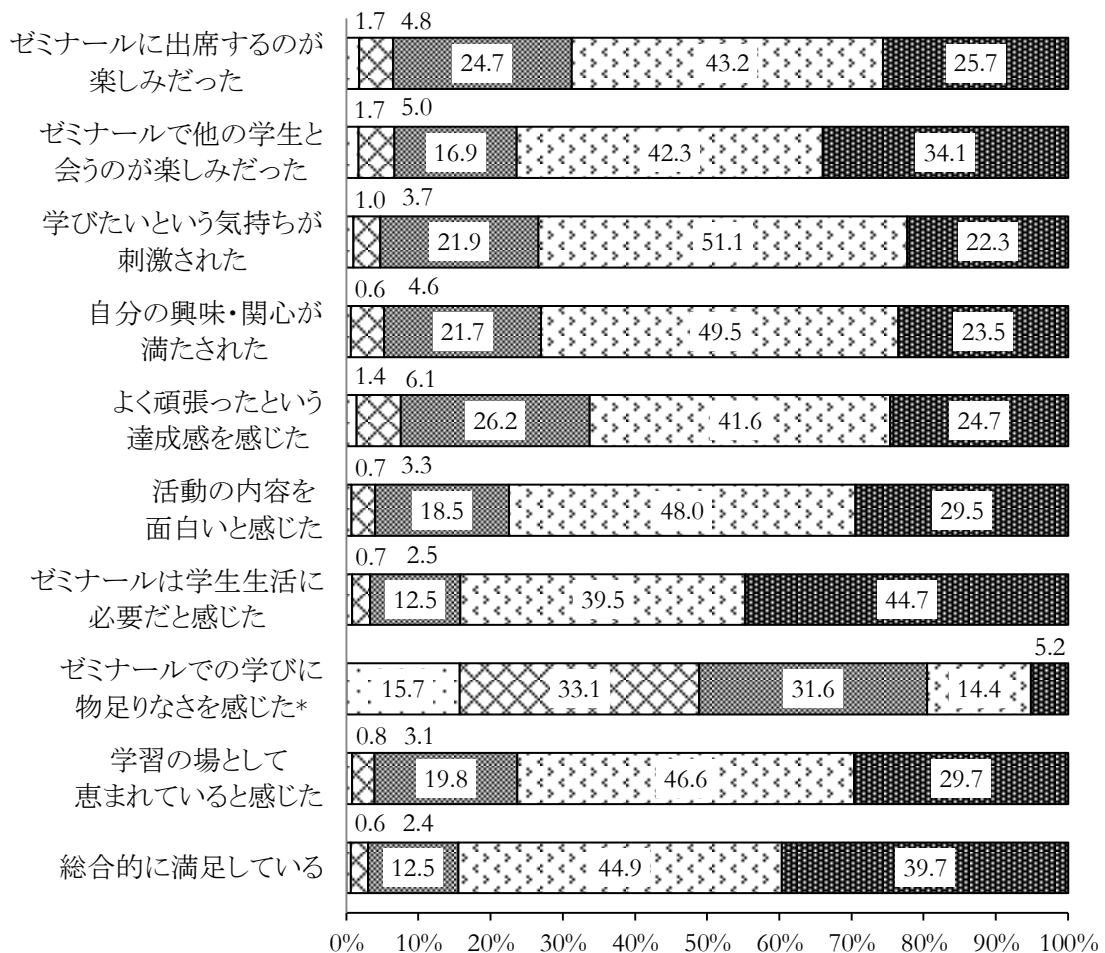 1.7 4.8
ゼミナールに出席するのが
楽しみだった
24.7 43.2 25.7
1.7 5.0
ゼミナールで他の学生と
会うのが楽しみだった
16.9 42.3 34.1
1.0 3.7
学びたいという気持ちが
刺激された
21.9 51.1 22.3
0.6 4.6
自分の興味・関心が
満たされた
21.7 49.5 23.5
1.4 6.1
よく頑張ったという
達成感を感じた
26.2 41.6 24.7
0.7 3.3
活動の内容を
面白いと感じた
18.5 48.0 29.5
0.7 2.5
ゼミナールは学生生活に
必要だと感じた
12.5 39.5 44.7
5.2
ゼミナールでの学びに
物足りなさを感じた*
15.7 33.1 31.6 14.4
0.8 3.1
学習の場として
恵まれていると感じた
19.8 46.6 29.7
0.6 2.4
総合的に満足している
12.5 44.9 39.7
0% 10% 20% 30% 40% 50% 60% 70% 80% 90% 100%